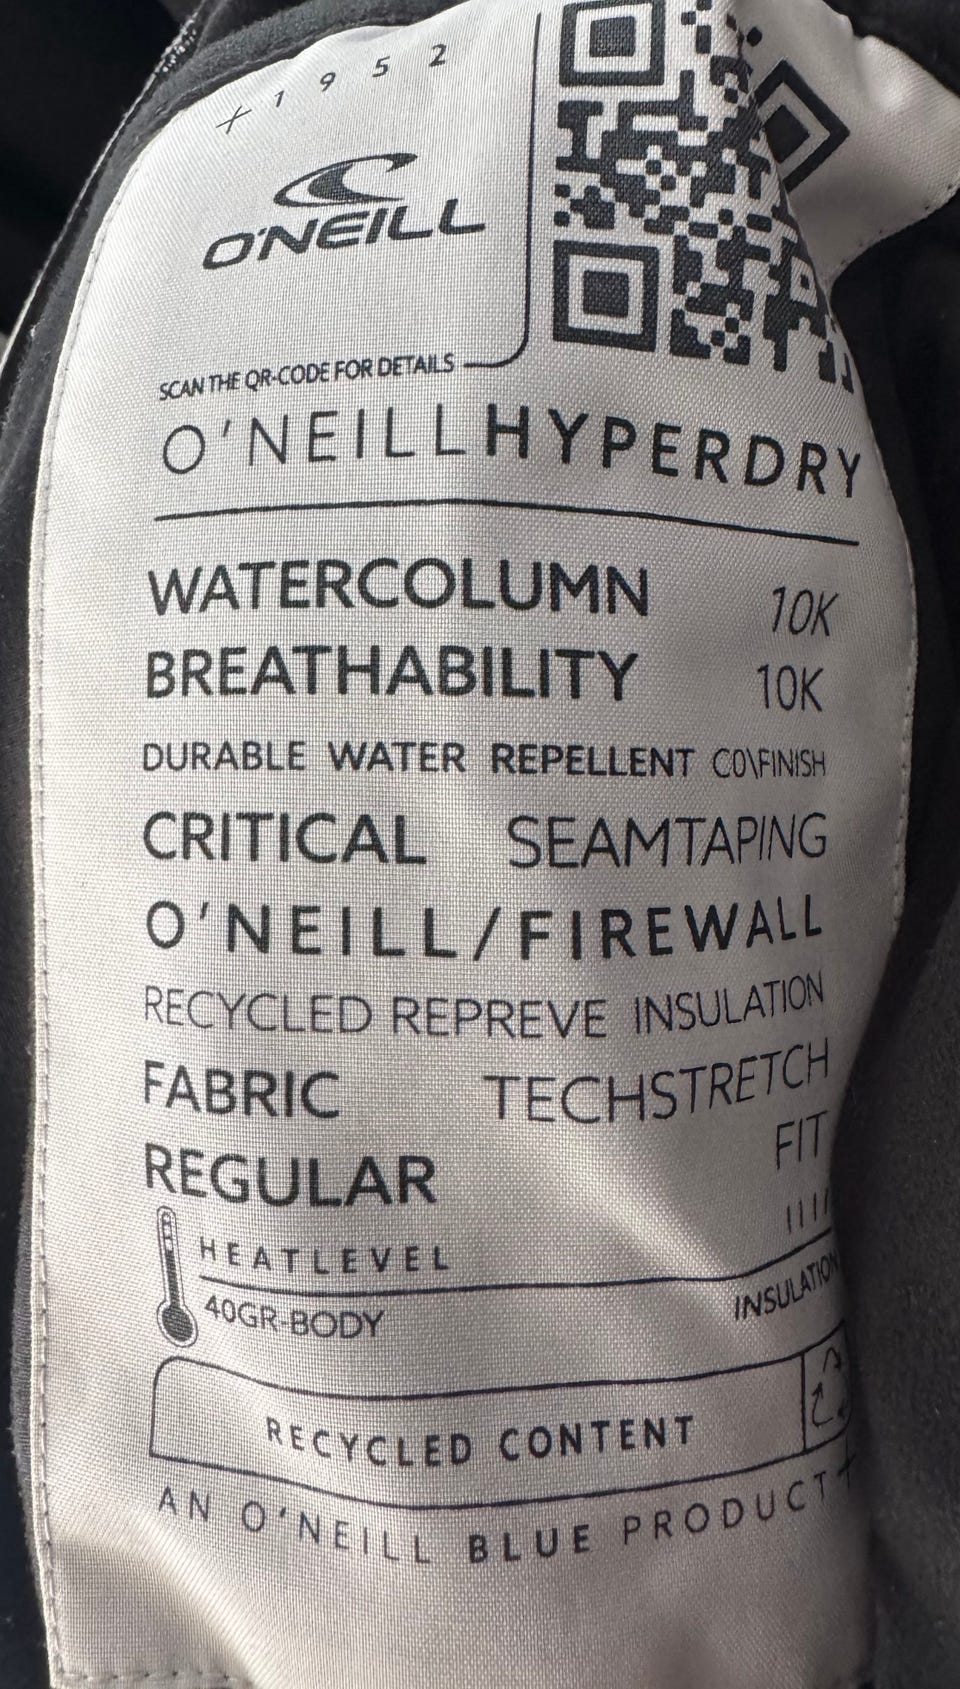 +1952
O'NEILL
SCAN THE QR-CODE FOR DETAILS
O'NEILLHYPERDRY
WATERCOLUMN 10K
BREATHABILITY 10K
DURABLE WATER REPELLENT C0\FINISH
CRITICAL SEAMTAPING
O'NEILL/FIREWALL
RECYCLED REPREVE INSULATION
FABRIC TECHSTRETCH
REGULAR FIT
HEATLEVEL ////
40GR-BODY INSULATION
RECYCLED CONTENT
AN O'NEILL BLUE PRODUCT+